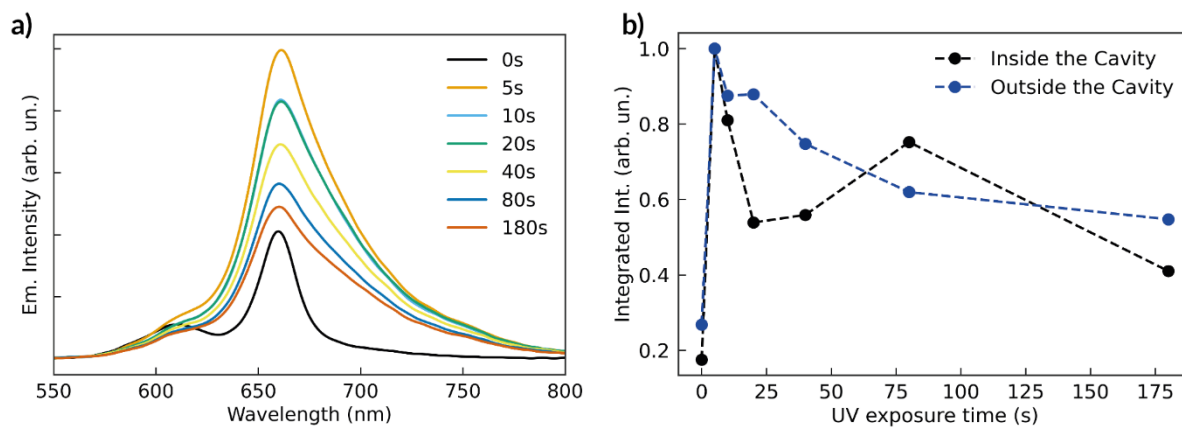 a)
Em. Intensity (arb. un.)
0s
5s
10s
20s
40s
80s
180s
550
600
650
700
750
800
Wavelength (nm)
b)
Integrated Int. (arb. un.)
1.0
0.8
0.6
0.4
0.2
Inside the Cavity
Outside the Cavity
0
25
50
75
100
125
150
175
UV exposure time (s)